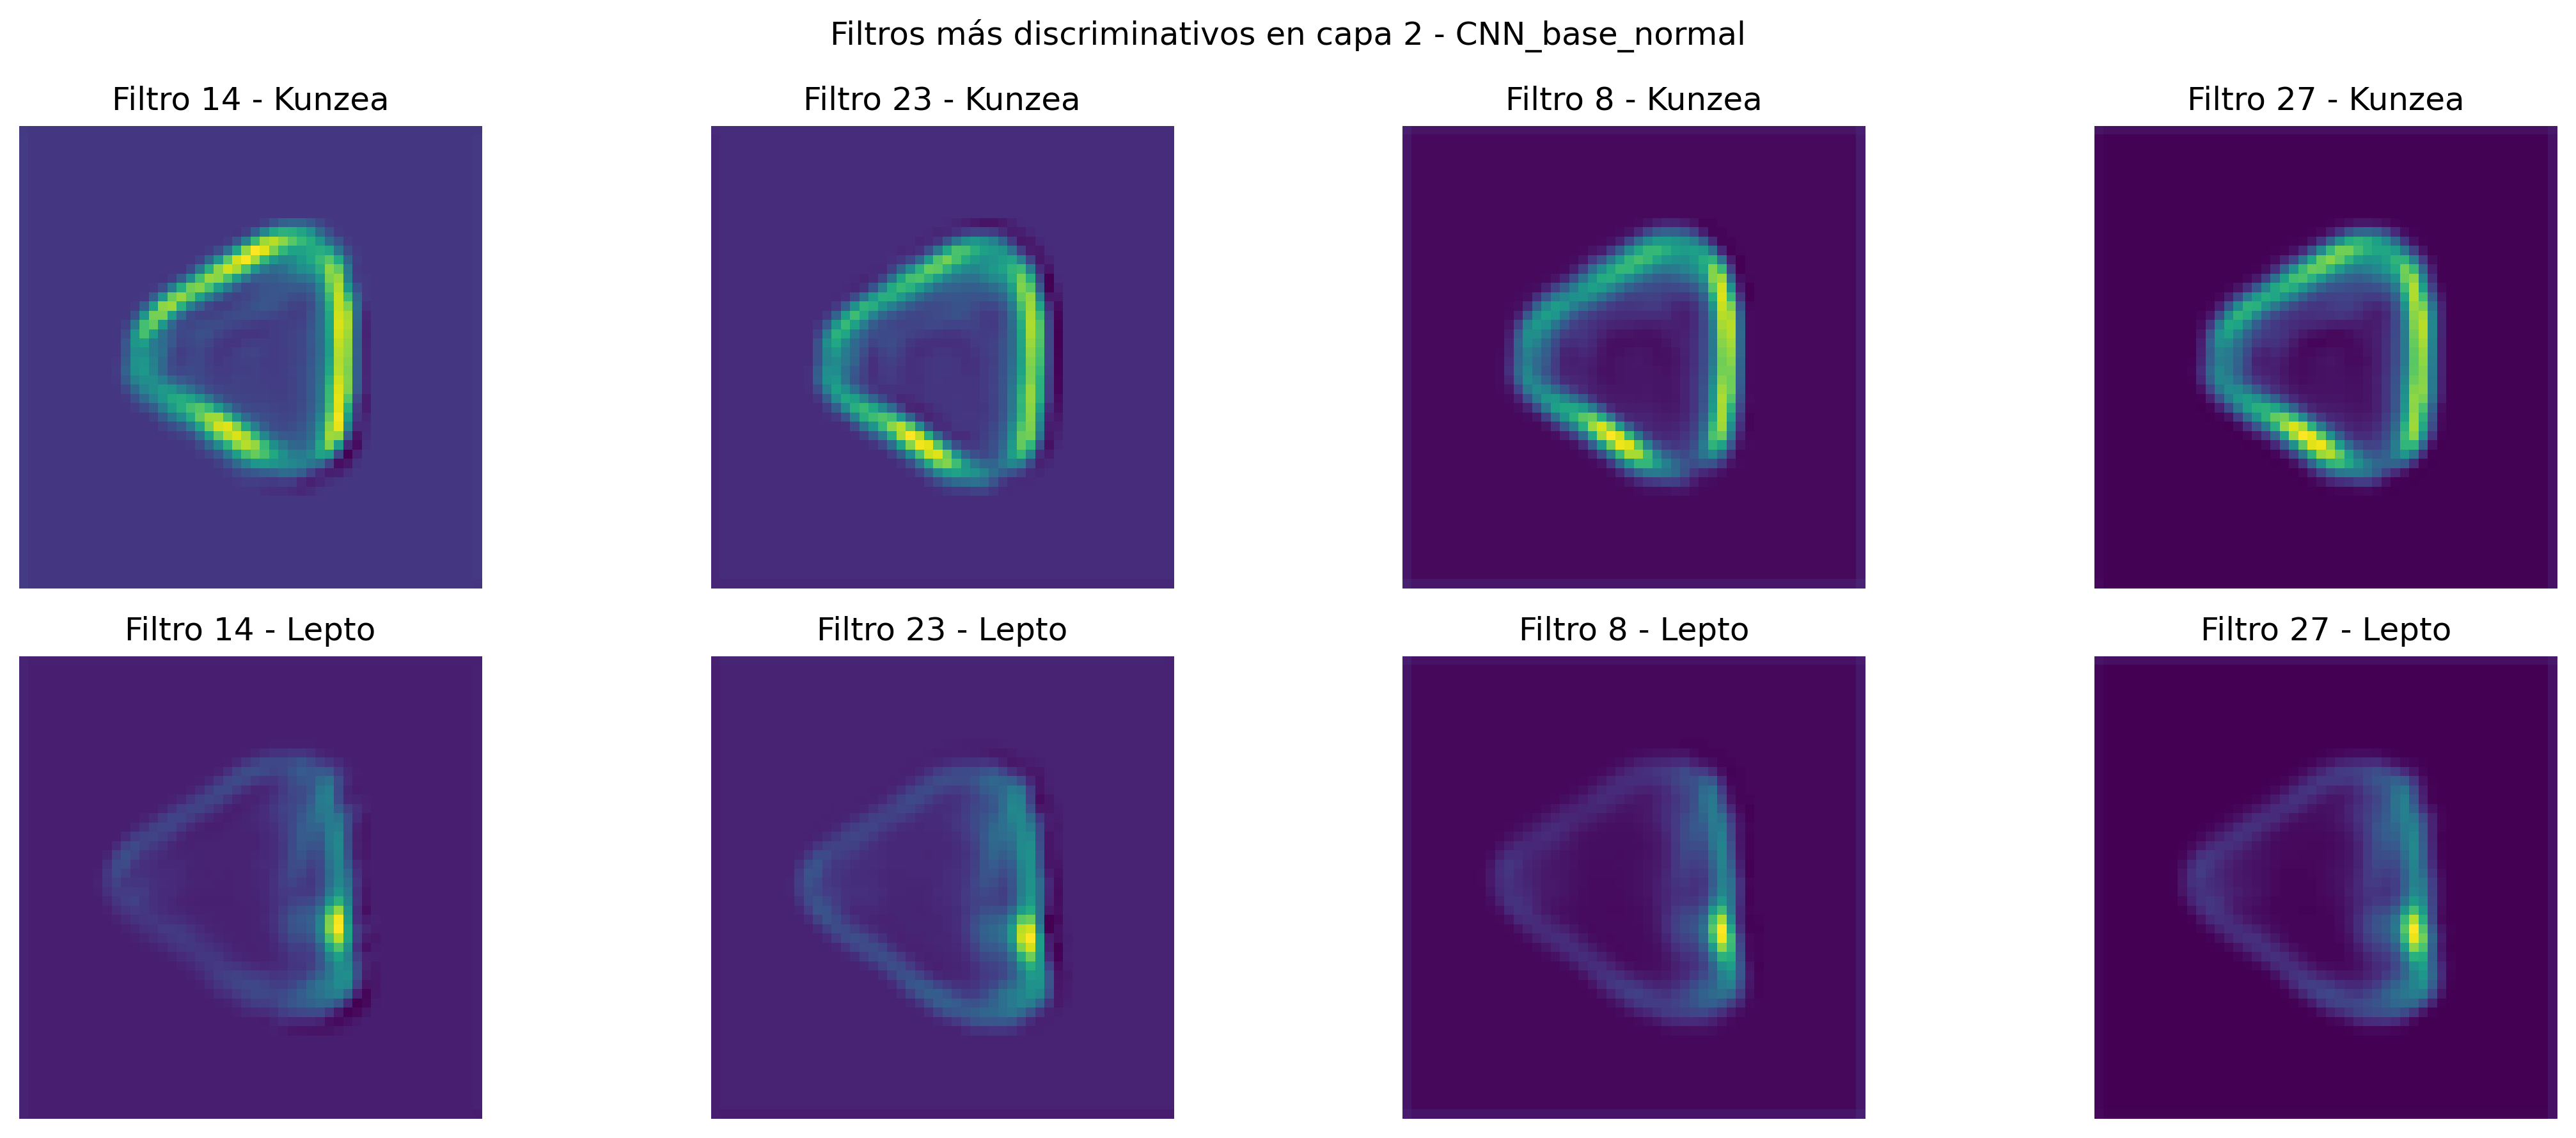 Filtros más discriminativos en capa 2 - CNN_base_normal
Filtro 14 - Kunzea
Filtro 23 - Kunzea
Filtro 8 - Kunzea
Filtro 27 - Kunzea
Filtro 14 - Lepto
Filtro 23 - Lepto
Filtro 8 - Lepto
Filtro 27 - Lepto